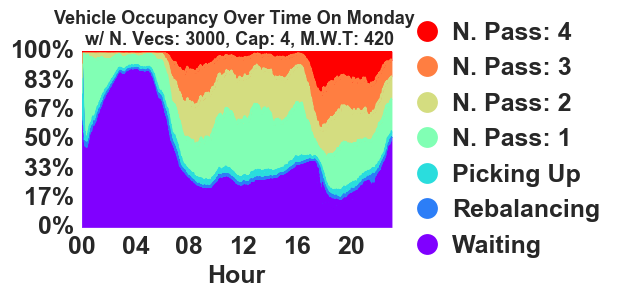 Vehicle Occupancy Over Time On Monday
w/ N. Vecs: 3000, Cap: 4, M.W.T: 420
100%
83%
67%
50%
33%
17%
0%
00 04 08 12 16 20
Hour
N. Pass: 4
N. Pass: 3
N. Pass: 2
N. Pass: 1
Picking Up
Rebalancing
Waiting